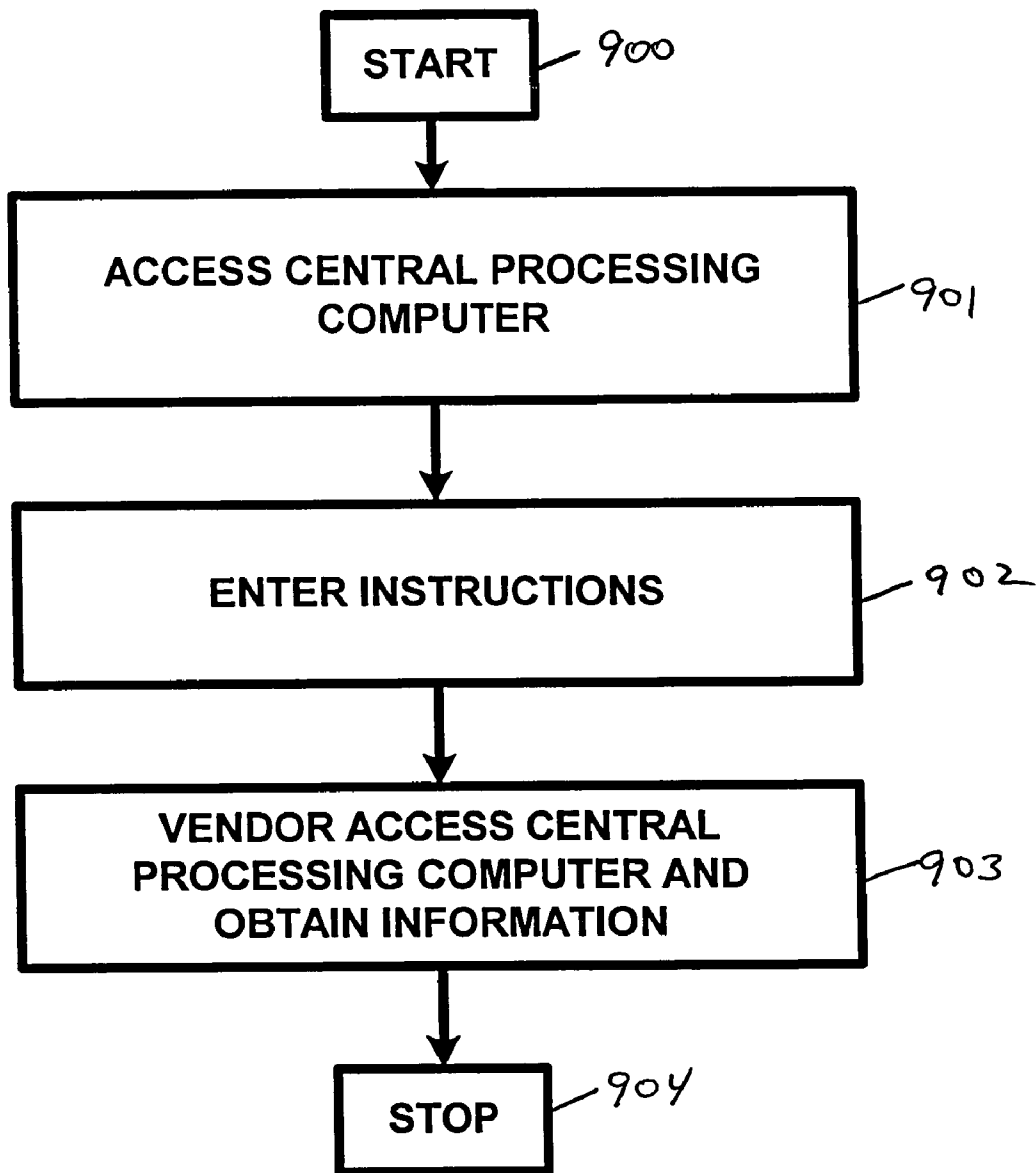 START
900
ACCESS CENTRAL PROCESSING
COMPUTER
901
ENTER INSTRUCTIONS
902
VENDOR ACCESS CENTRAL
PROCESSING COMPUTER AND
OBTAIN INFORMATION
903
STOP
904